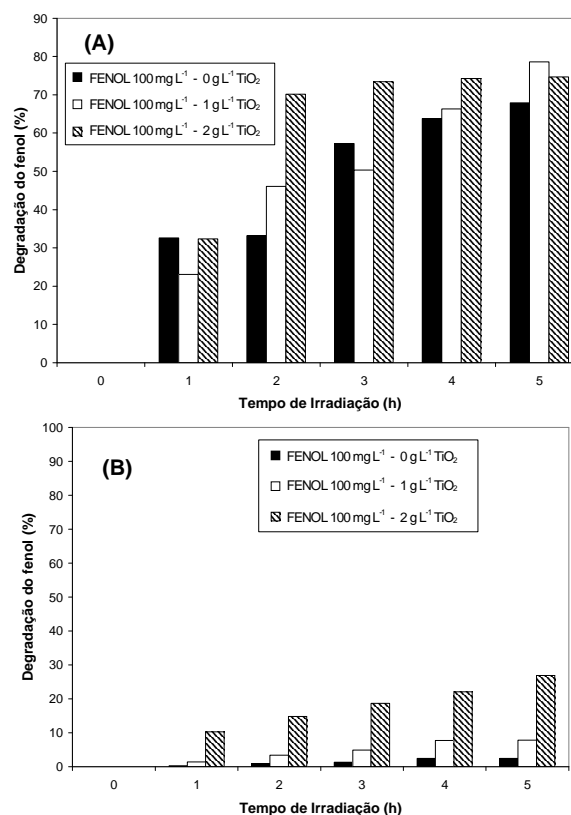 (A)
FENOL 100 mg L⁻¹ - 0 g L⁻¹ TiO₂
FENOL 100 mg L⁻¹ - 1 g L⁻¹ TiO₂
FENOL 100 mg L⁻¹ - 2 g L⁻¹ TiO₂
Degradação do fenol (%)
90
80
70
60
50
40
30
20
10
0
0 1 2 3 4 5
Tempo de Irradiação (h)
(B)
FENOL 100 mg L⁻¹ - 0 g L⁻¹ TiO₂
FENOL 100 mg L⁻¹ - 1 g L⁻¹ TiO₂
FENOL 100 mg L⁻¹ - 2 g L⁻¹ TiO₂
Degradação do fenol (%)
100
90
80
70
60
50
40
30
20
10
0
0 1 2 3 4 5
Tempo de Irradiação (h)